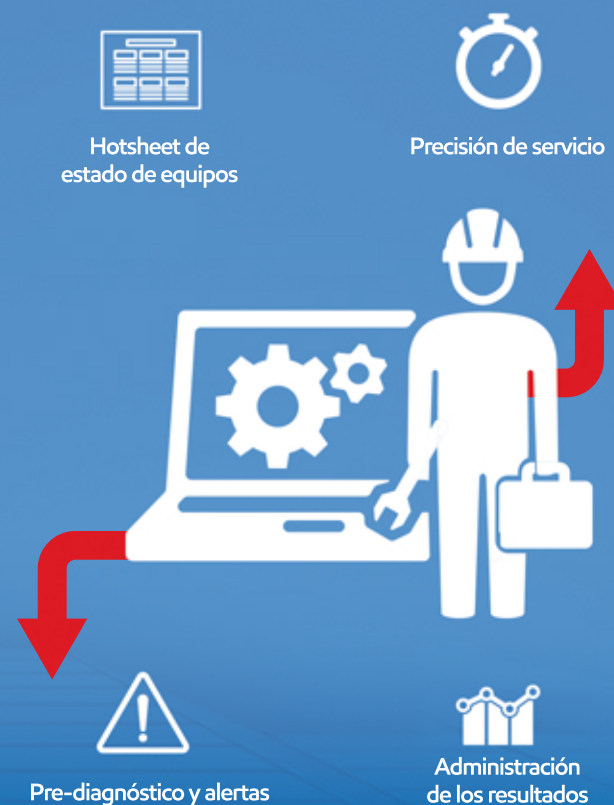 Hotsheet de
estado de equipos
Precisión de servicio
Pre-diagnóstico y alertas
Administración
de los resultados